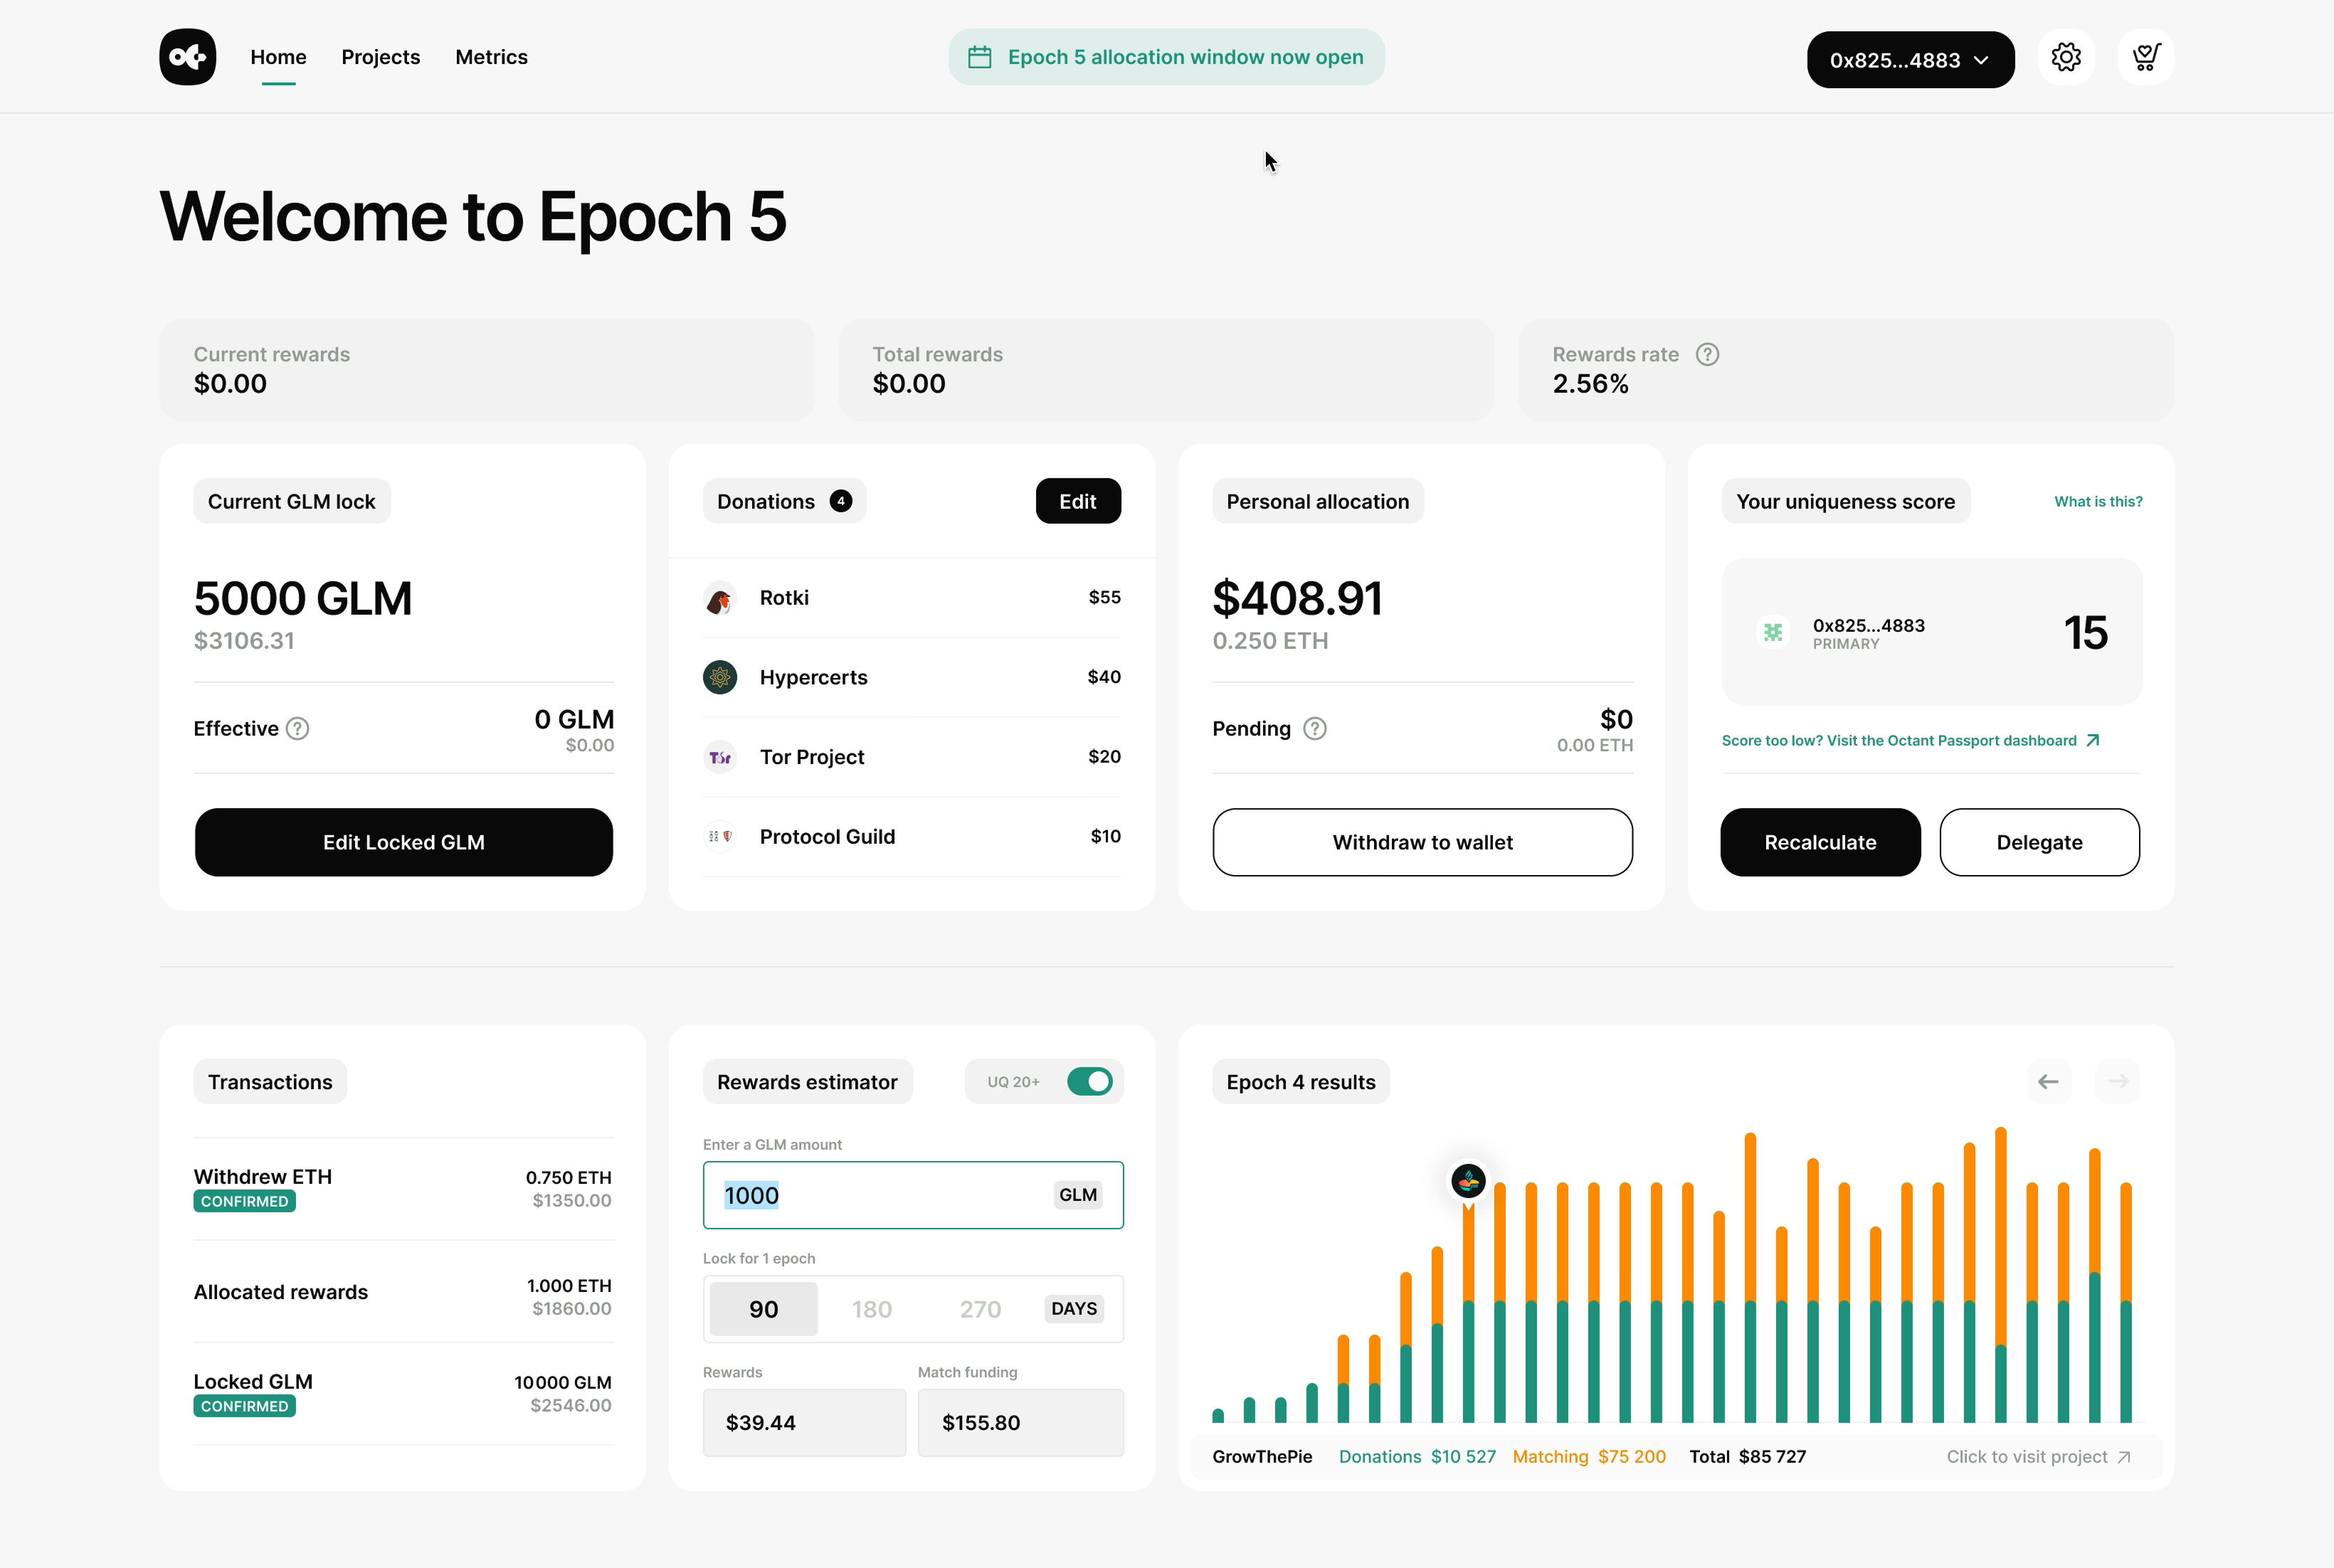 Home Projects Metrics
Epoch 5 allocation window now open
0x825...4883
Welcome to Epoch 5
Current rewards
$0.00
Total rewards
$0.00
Rewards rate ?
2.56%
Current GLM lock
5000 GLM
$3106.31
Effective ? 0 GLM
$0.00
Edit Locked GLM
Donations 4 Edit
Rotki $55
Hypercerts $40
Tor Project $20
Protocol Guild $10
Personal allocation
$408.91
0.250 ETH
Pending ? $0
0.00 ETH
Withdraw to wallet
Your uniqueness score What is this?
0x825...4883
PRIMARY
15
Score too low? Visit the Octant Passport dashboard
Recalculate Delegate
Transactions
Withdrew ETH 0.750 ETH
CONFIRMED $1350.00
Allocated rewards 1.000 ETH
$1860.00
Locked GLM 10 000 GLM
CONFIRMED $2546.00
Rewards estimator UQ 20+
Enter a GLM amount
1000 GLM
Lock for 1 epoch
90 180 270 DAYS
Rewards Match funding
$39.44 $155.80
Epoch 4 results
GrowThePie Donations $10 527 Matching $75 200 Total $85 727 Click to visit project